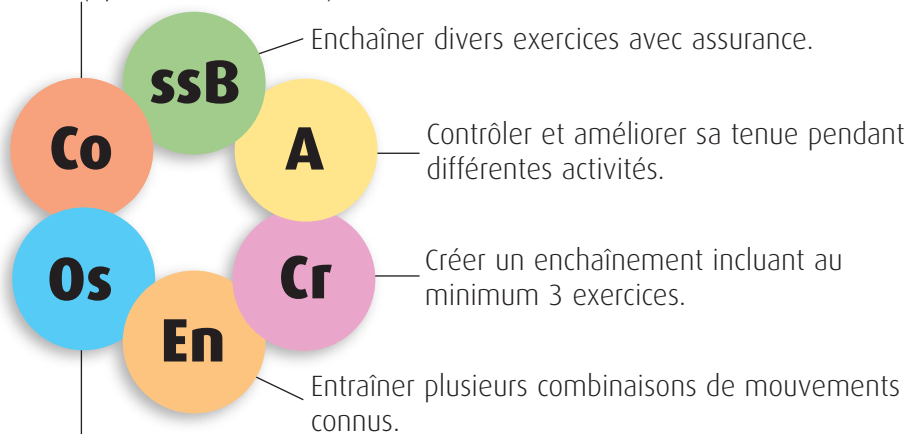 Enchaîner divers exercices avec assurance.
ssB
Co
A
Contrôler et améliorer sa tenue pendant
différentes activités.
Os
Cr
Créer un enchaînement incluant au
minimum 3 exercices.
En
Entraîner plusieurs combinaisons de mouvements
connus.